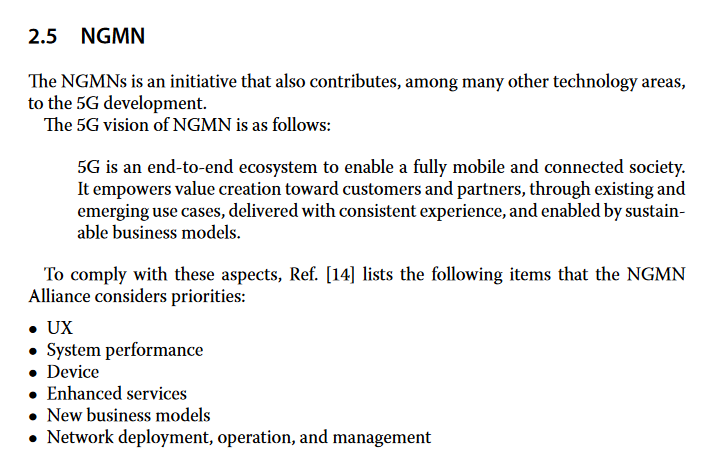 2.5 NGMN
The NGMNs is an initiative that also contributes, among many other technology areas,
to the 5G development.
The 5G vision of NGMN is as follows:
5G is an end-to-end ecosystem to enable a fully mobile and connected society.
It empowers value creation toward customers and partners, through existing and
emerging use cases, delivered with consistent experience, and enabled by sustain-
able business models.
To comply with these aspects, Ref. [14] lists the following items that the NGMN
Alliance considers priorities:
• UX
• System performance
• Device
• Enhanced services
• New business models
• Network deployment, operation, and management